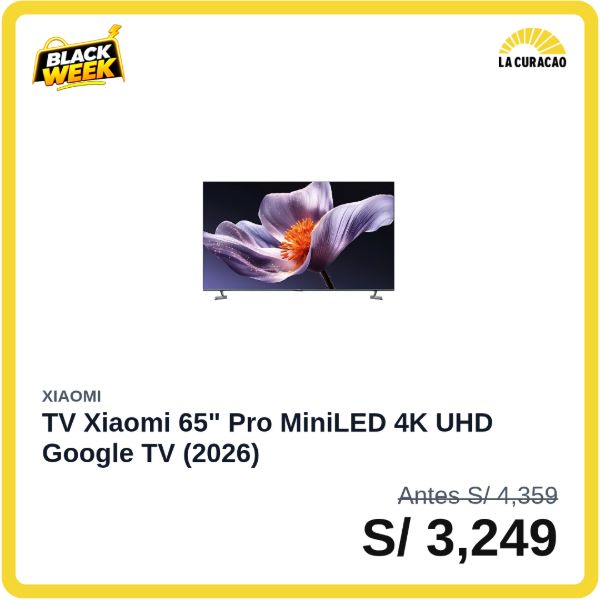 BLACK
WEEK
LA CURACAO
XIAOMI
TV Xiaomi 65" Pro MiniLED 4K UHD
Google TV (2026)
Antes S/ 4,359
S/ 3,249